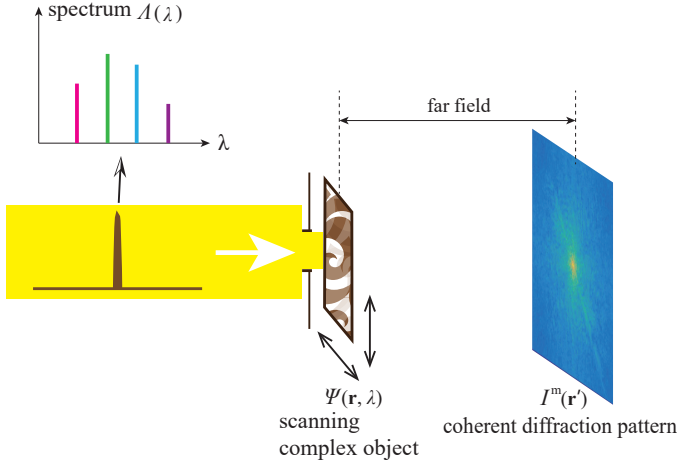 spectrum Λ(λ)
λ
far field
Ψ(r, λ)
scanning
complex object
I^m(r′)
coherent diffraction pattern